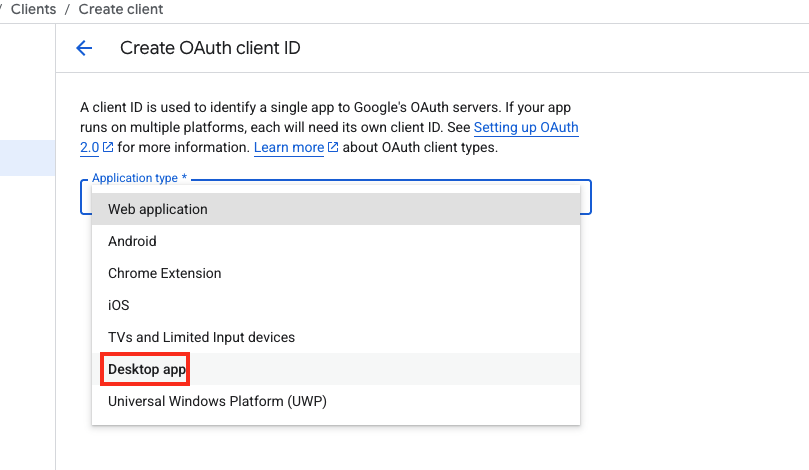 / Clients / Create client
Create OAuth client ID
A client ID is used to identify a single app to Google's OAuth servers. If your app
runs on multiple platforms, each will need its own client ID. See Setting up OAuth
2.0 for more information. Learn more about OAuth client types.
Application type *
Web application
Android
Chrome Extension
iOS
TVs and Limited Input devices
Desktop app
Universal Windows Platform (UWP)